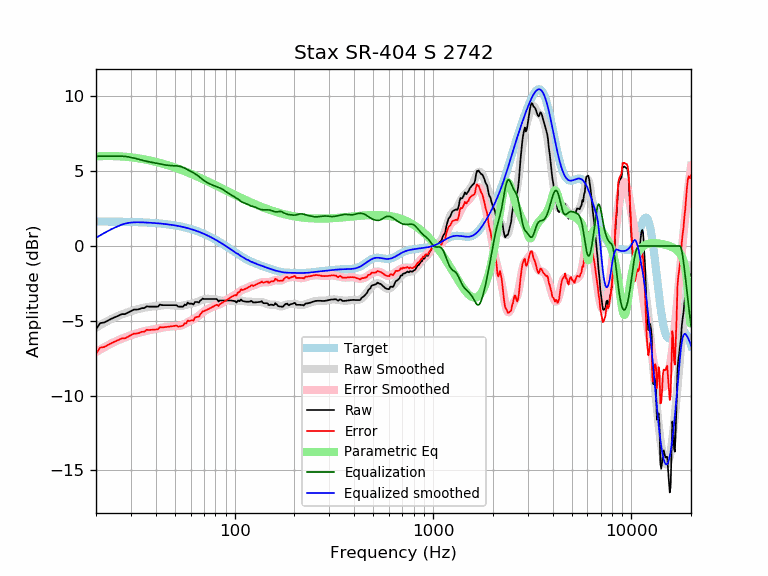 Stax SR-404 S 2742
Amplitude (dBr)
10
5
0
−5
−10
−15
Target
Raw Smoothed
Error Smoothed
Raw
Error
Parametric Eq
Equalization
Equalized smoothed
100 1000 10000
Frequency (Hz)